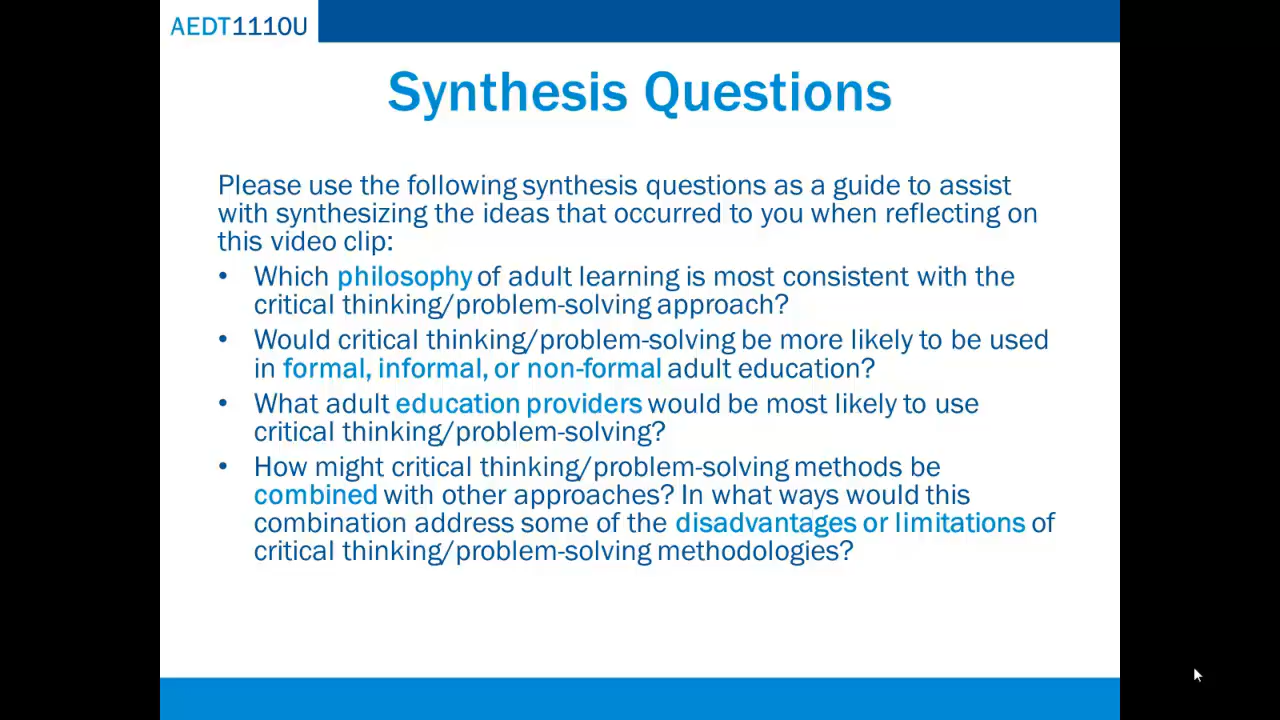 AEDT1110U
Synthesis Questions
Please use the following synthesis questions as a guide to assist
with synthesizing the ideas that occurred to you when reflecting on
this video clip:
• Which philosophy of adult learning is most consistent with the
critical thinking/problem-solving approach?
• Would critical thinking/problem-solving be more likely to be used
in formal, informal, or non-formal adult education?
• What adult education providers would be most likely to use
critical thinking/problem-solving?
• How might critical thinking/problem-solving methods be
combined with other approaches? In what ways would this
combination address some of the disadvantages or limitations of
critical thinking/problem-solving methodologies?